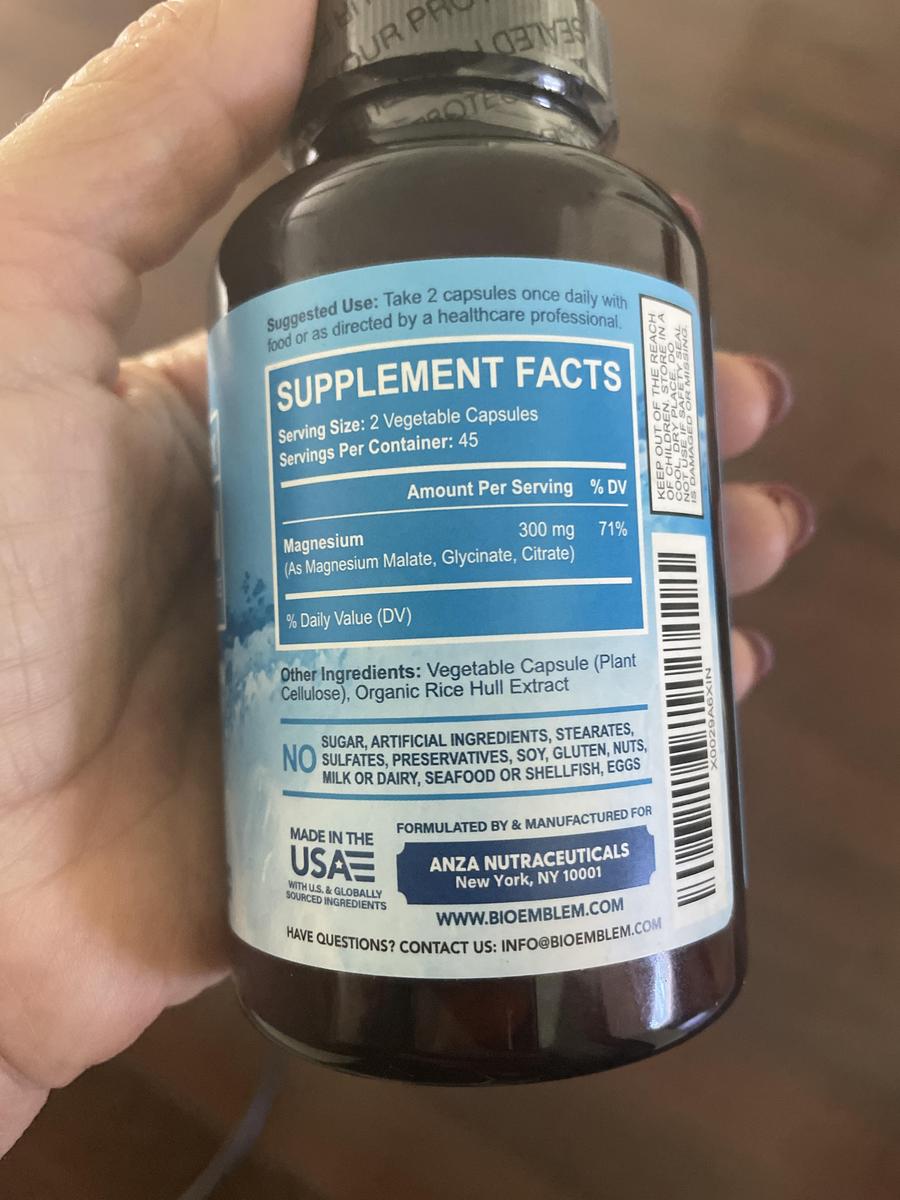 OUR PRO
SEALED
PROTEC
Suggested Use: Take 2 capsules once daily with
food or as directed by a healthcare professional.
SUPPLEMENT FACTS
Serving Size: 2 Vegetable Capsules
Servings Per Container: 45
Amount Per Serving % DV
Magnesium 300 mg 71%
(As Magnesium Malate, Glycinate, Citrate)
% Daily Value (DV)
Other Ingredients: Vegetable Capsule (Plant
Cellulose), Organic Rice Hull Extract
NO SUGAR, ARTIFICIAL INGREDIENTS, STEARATES,
SULFATES, PRESERVATIVES, SOY, GLUTEN, NUTS,
MILK OR DAIRY, SEAFOOD OR SHELLFISH, EGGS
MADE IN THE
USA
WITH U.S. & GLOBALLY
SOURCED INGREDIENTS
FORMULATED BY & MANUFACTURED FOR
ANZA NUTRACEUTICALS
New York, NY 10001
WWW.BIOEMBLEM.COM
HAVE QUESTIONS? CONTACT US: INFO@BIOEMBLEM.COM
KEEP OUT OF THE REACH
OF CHILDREN. STORE IN A
COOL, DRY PLACE. DO
NOT USE IF SAFETY SEAL
IS DAMAGED OR MISSING.
X0029A6XIN